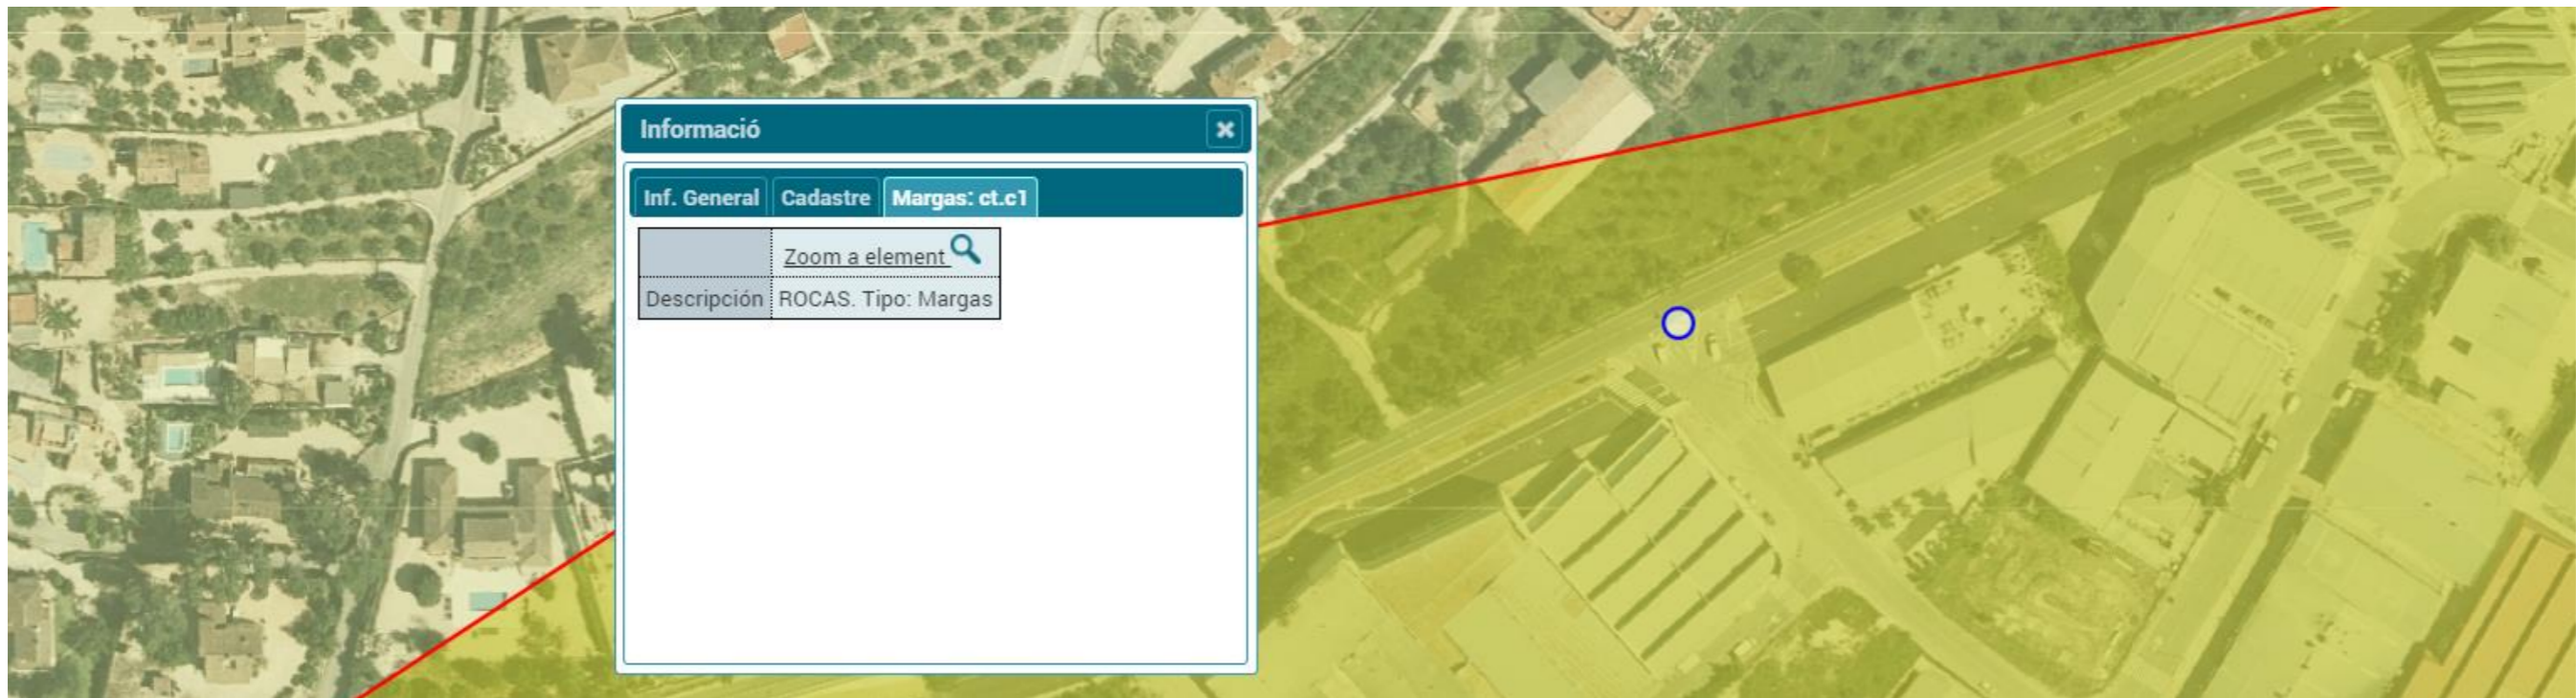 Informació
Inf. General Cadastre Margas: ct.c1
Zoom a element
Descripción ROCAS. Tipo: Margas